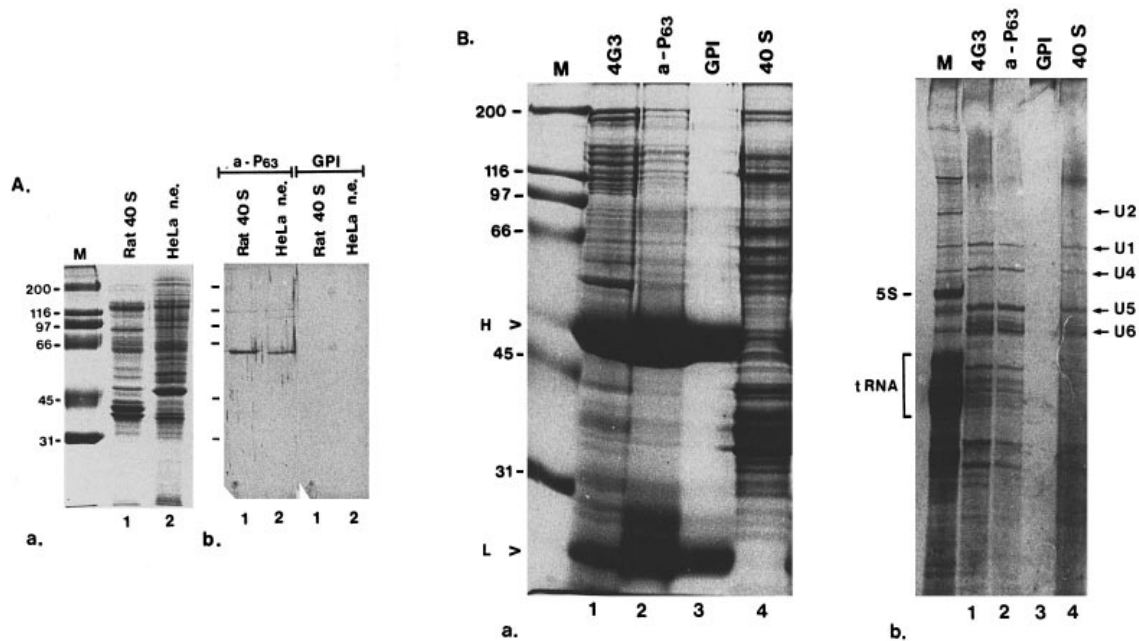 A.
M
Rat 40 S
HeLa n.e.
200
116
97
66
45
31
1 2
a.
a - P63 GPI
Rat 40 S
HeLa n.e.
Rat 40 S
HeLa n.e.
1 2 1 2
b.
B.
M
4G3
a - P63
GPI
40 S
200
116
97
66
H >
45
31
L >
1 2 3 4
a.
M
4G3
a - P63
GPI
40 S
U2
U1
U4
5S
U5
U6
tRNA
1 2 3 4
b.